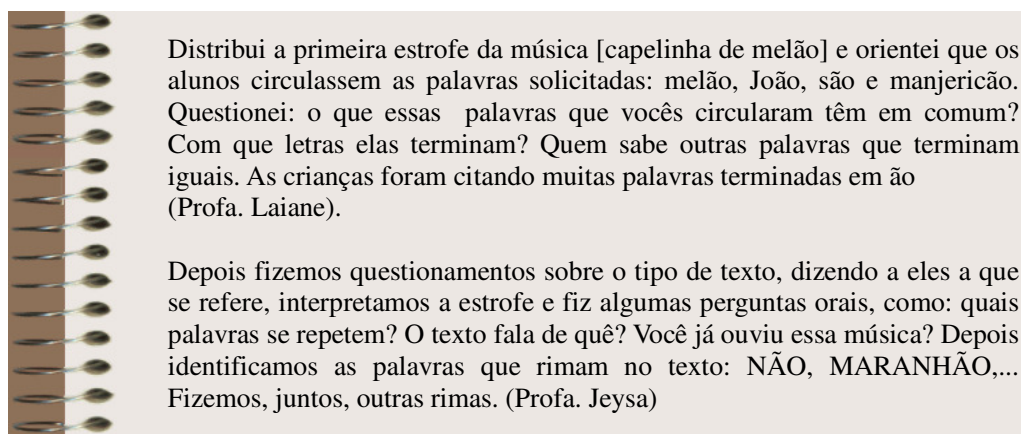 Distribui a primeira estrofe da música [capelinha de melão] e orientei que os
alunos circulassem as palavras solicitadas: melão, João, são e manjericão.
Questionei: o que essas palavras que vocês circularam têm em comum?
Com que letras elas terminam? Quem sabe outras palavras que terminam
iguais. As crianças foram citando muitas palavras terminadas em ão
(Profa. Laiane).
Depois fizemos questionamentos sobre o tipo de texto, dizendo a eles a que
se refere, interpretamos a estrofe e fiz algumas perguntas orais, como: quais
palavras se repetem? O texto fala de quê? Você já ouviu essa música? Depois
identificamos as palavras que rimam no texto: NÃO, MARANHÃO,...
Fizemos, juntos, outras rimas. (Profa. Jeysa)